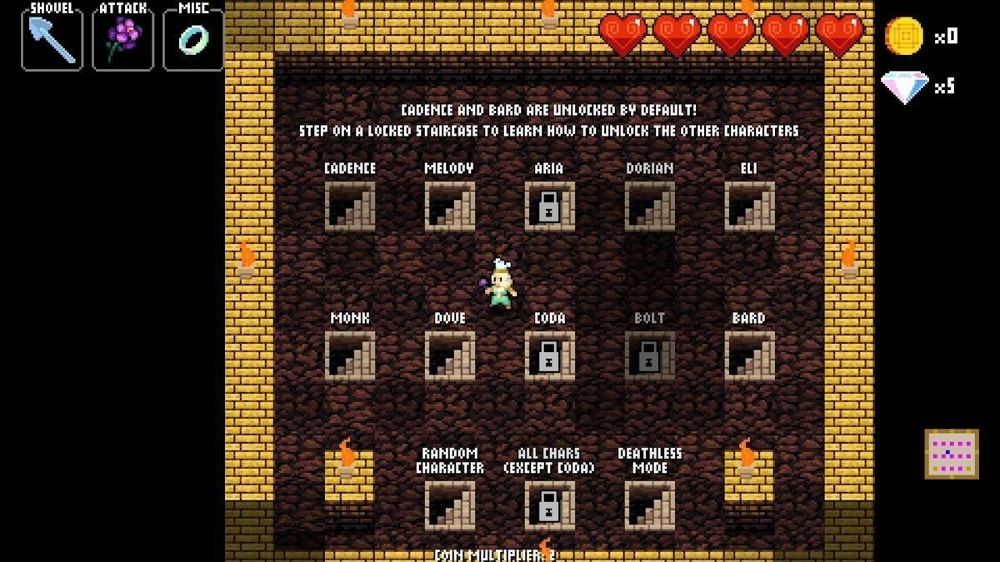 SHOVEL ATTACK MISC
x0
x5
CADENCE AND BARD ARE UNLOCKED BY DEFAULT!
STEP ON A LOCKED STAIRCASE TO LEARN HOW TO UNLOCK THE OTHER CHARACTERS
CADENCE MELODY ARIA DORIAN ELI
MONK DOVE CODA BOLT BARD
RANDOM CHARACTER
ALL CHARS (EXCEPT CODA)
DEATHLESS MODE
COIN MULTIPLIER: 2